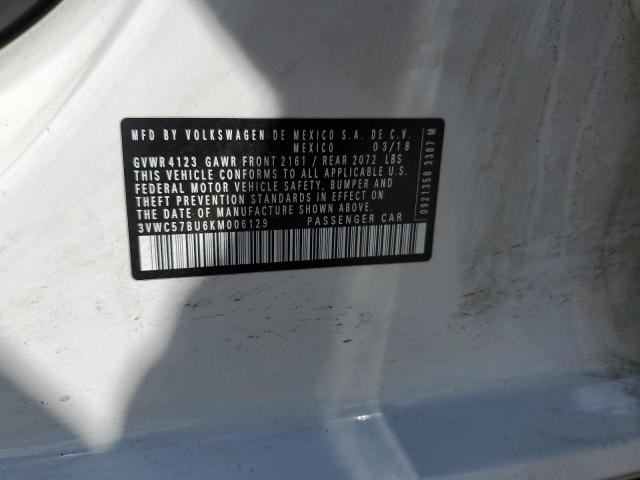 MFD BY VOLKSWAGEN DE MEXICO S.A. DE C.V.
MEXICO 03/18
GVWR 4123 GAWR FRONT 2161 / REAR 2072 LBS
THIS VEHICLE CONFORMS TO ALL APPLICABLE U.S.
FEDERAL MOTOR VEHICLE SAFETY, BUMPER AND
THEFT PREVENTION STANDARDS IN EFFECT ON
THE DATE OF MANUFACTURE SHOWN ABOVE.
3VWC57BU6KM006129 PASSENGER CAR
0921358 3387 M